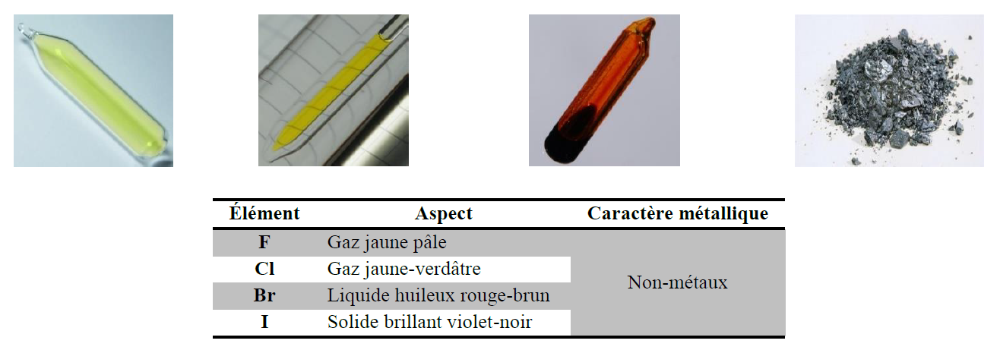 Élément Aspect Caractère métallique
F Gaz jaune pâle
Cl Gaz jaune-verdâtre
Non-métaux
Br Liquide huileux rouge-brun
I Solide brillant violet-noir